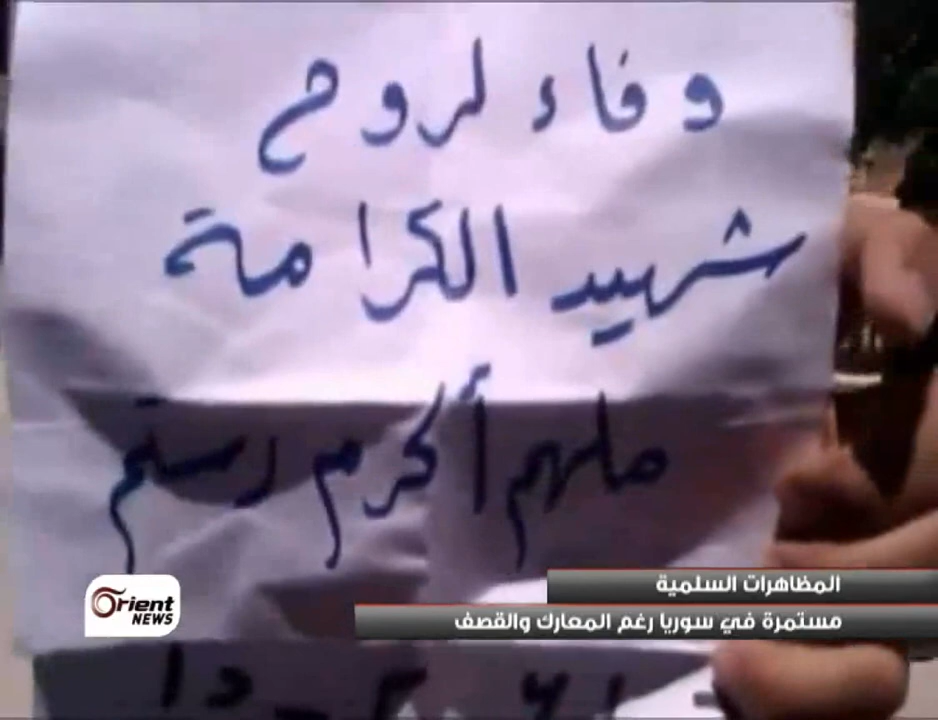 وفاء لروح
شهيد الكرامة
ملهم أكرم رستم
المظاهرات السلمية
مستمرة في سوريا رغم المعارك والقصف
Orient
NEWS